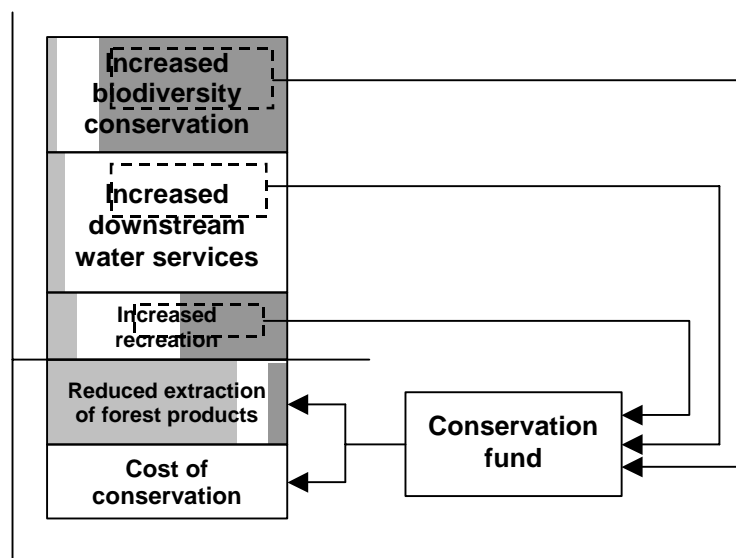 Increased
biodiversity
conservation
Increased
downstream
water services
Increased
recreation
Reduced extraction
of forest products
Cost of
conservation
Conservation
fund